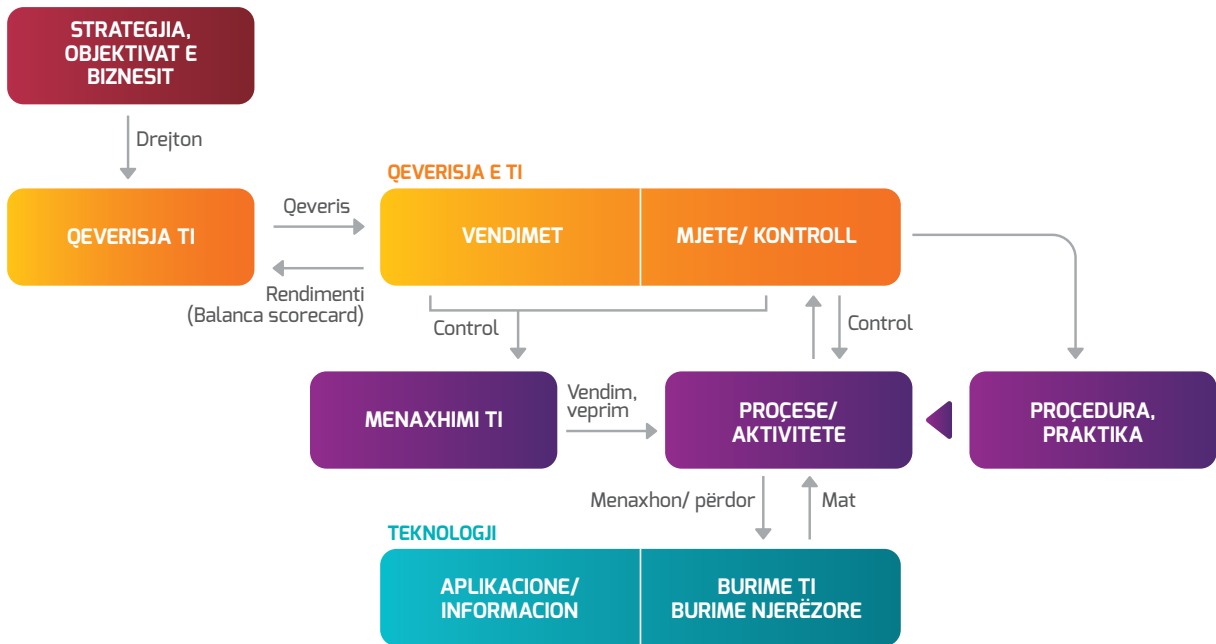 STRATEGJIA,
OBJEKTIVAT E
BIZNESIT
Drejton
QEVERISJA E TI
QEVERISJA TI
Qeveris
VENDIMET
MJETE/ KONTROLL
Rendimenti
(Balanca scorecard)
Control
Control
MENAXHIMI TI
Vendim,
veprim
PROÇESE/
AKTIVITETE
PROÇEDURA,
PRAKTIKA
Menaxhon/ përdor
Mat
TEKNOLOGJI
APLIKACIONE/
INFORMACION
BURIME TI
BURIME NJERËZORE